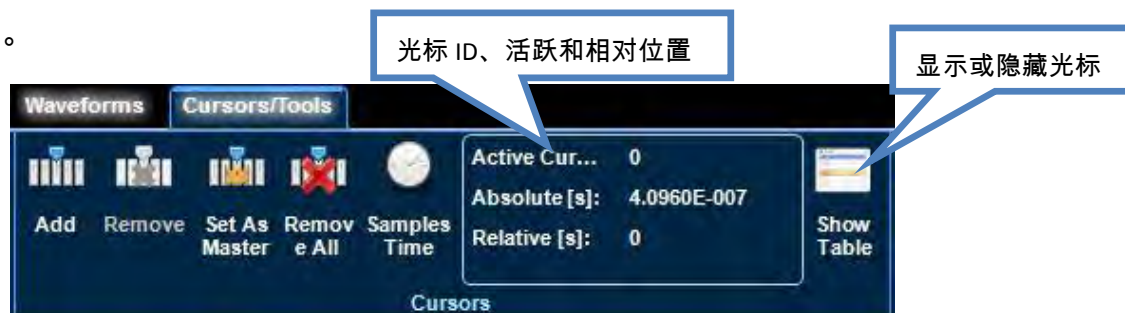 。
光标 ID、活跃和相对位置
显示或隐藏光标
Waveforms Cursors/Tools
Active Cur... 0
Absolute [s]: 4.0960E-007
Relative [s]: 0
Add Remove Set As Master Remov e All Samples Time Show Table
Cursors